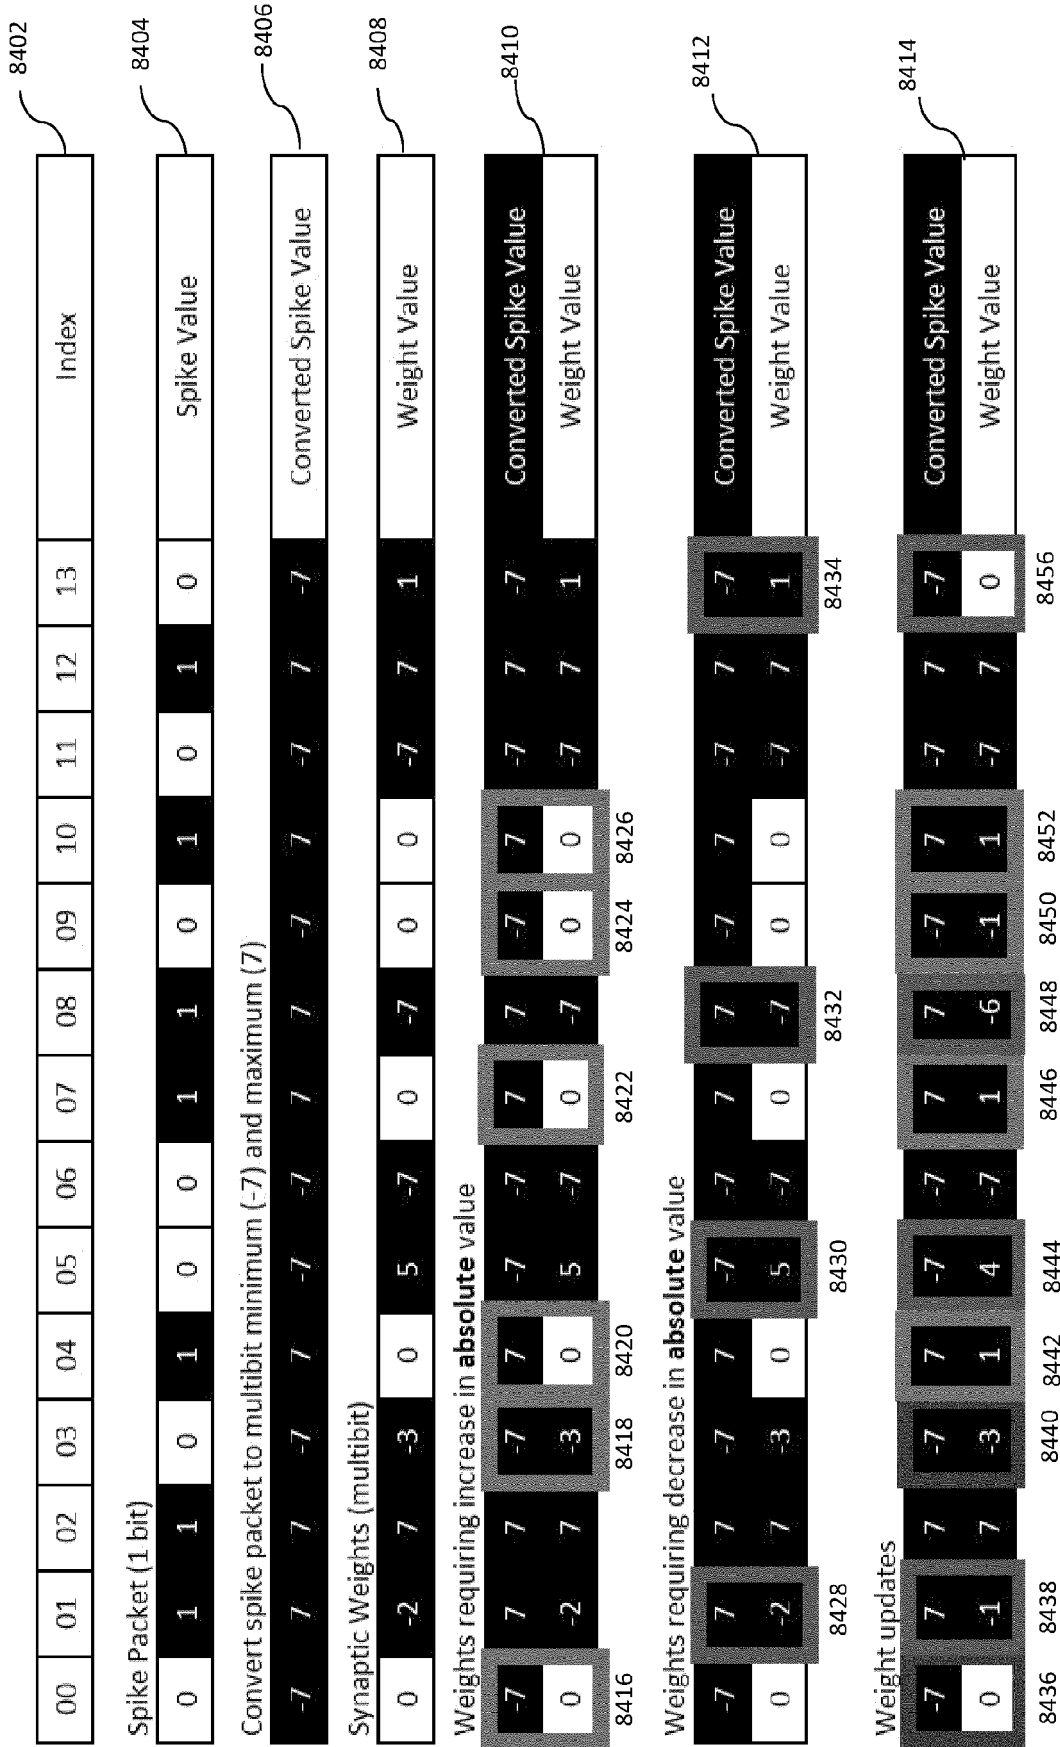 00 01 02 03 04 05 06 07 08 09 10 11 12 13 Index 8402
Spike Packet (1 bit)
0 1 1 0 1 0 0 1 1 0 1 0 1 0 Spike Value 8404
Convert spike packet to multibit minimum (-7) and maximum (7)
-7 7 7 -7 7 -7 -7 7 7 -7 7 -7 7 -7 Converted Spike Value 8406
Synaptic Weights (multibit)
0 -2 7 -3 0 5 -7 0 -7 0 0 -7 7 1 Weight Value 8408
Weights requiring increase in absolute value
-7 7 7 -7 7 -7 -7 7 7 -7 7 -7 7 -7 Converted Spike Value 8410
0 -2 7 -3 0 5 -7 0 -7 0 0 -7 7 1 Weight Value
8416 8418 8420 8422 8424 8426
Weights requiring decrease in absolute value
-7 7 7 -7 7 -7 -7 7 7 -7 7 -7 7 -7 Converted Spike Value 8412
0 -2 7 -3 0 5 -7 0 -7 0 0 -7 7 1 Weight Value
8428 8430 8432 8434
Weight updates
-7 7 7 -7 7 -7 -7 7 7 -7 7 -7 7 -7 Converted Spike Value 8414
0 -1 7 -3 1 4 -7 1 -6 -1 1 -7 7 0 Weight Value
8436 8438 8440 8442 8444 8446 8448 8450 8452 8456